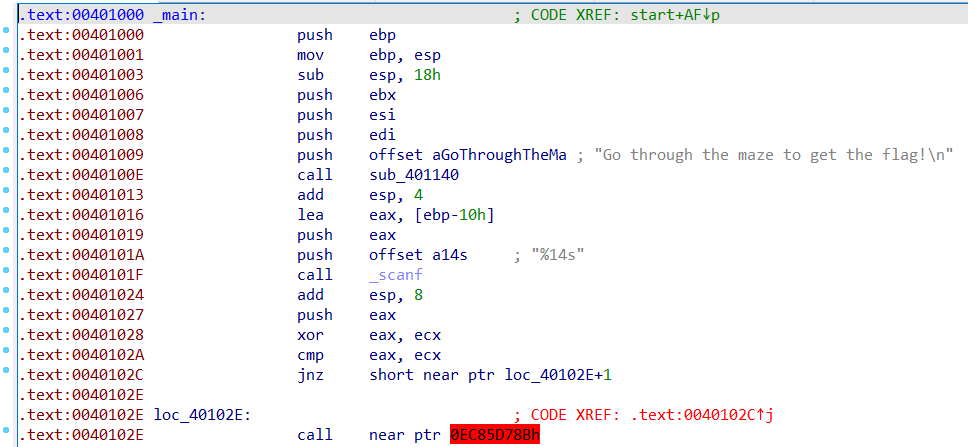 .text:00401000 _main: ; CODE XREF: start+AF↓p
.text:00401000 push ebp
.text:00401001 mov ebp, esp
.text:00401003 sub esp, 18h
.text:00401006 push ebx
.text:00401007 push esi
.text:00401008 push edi
.text:00401009 push offset aGoThroughTheMa ; "Go through the maze to get the flag!\n"
.text:0040100E call sub_401140
.text:00401013 add esp, 4
.text:00401016 lea eax, [ebp-10h]
.text:00401019 push eax
.text:0040101A push offset a14s ; "%14s"
.text:0040101F call _scanf
.text:00401024 add esp, 8
.text:00401027 push eax
.text:00401028 xor eax, ecx
.text:0040102A cmp eax, ecx
.text:0040102C jnz short near ptr loc_40102E+1
.text:0040102E
.text:0040102E loc_40102E: ; CODE XREF: .text:0040102C↑j
.text:0040102E call near ptr 0EC85D78Bh